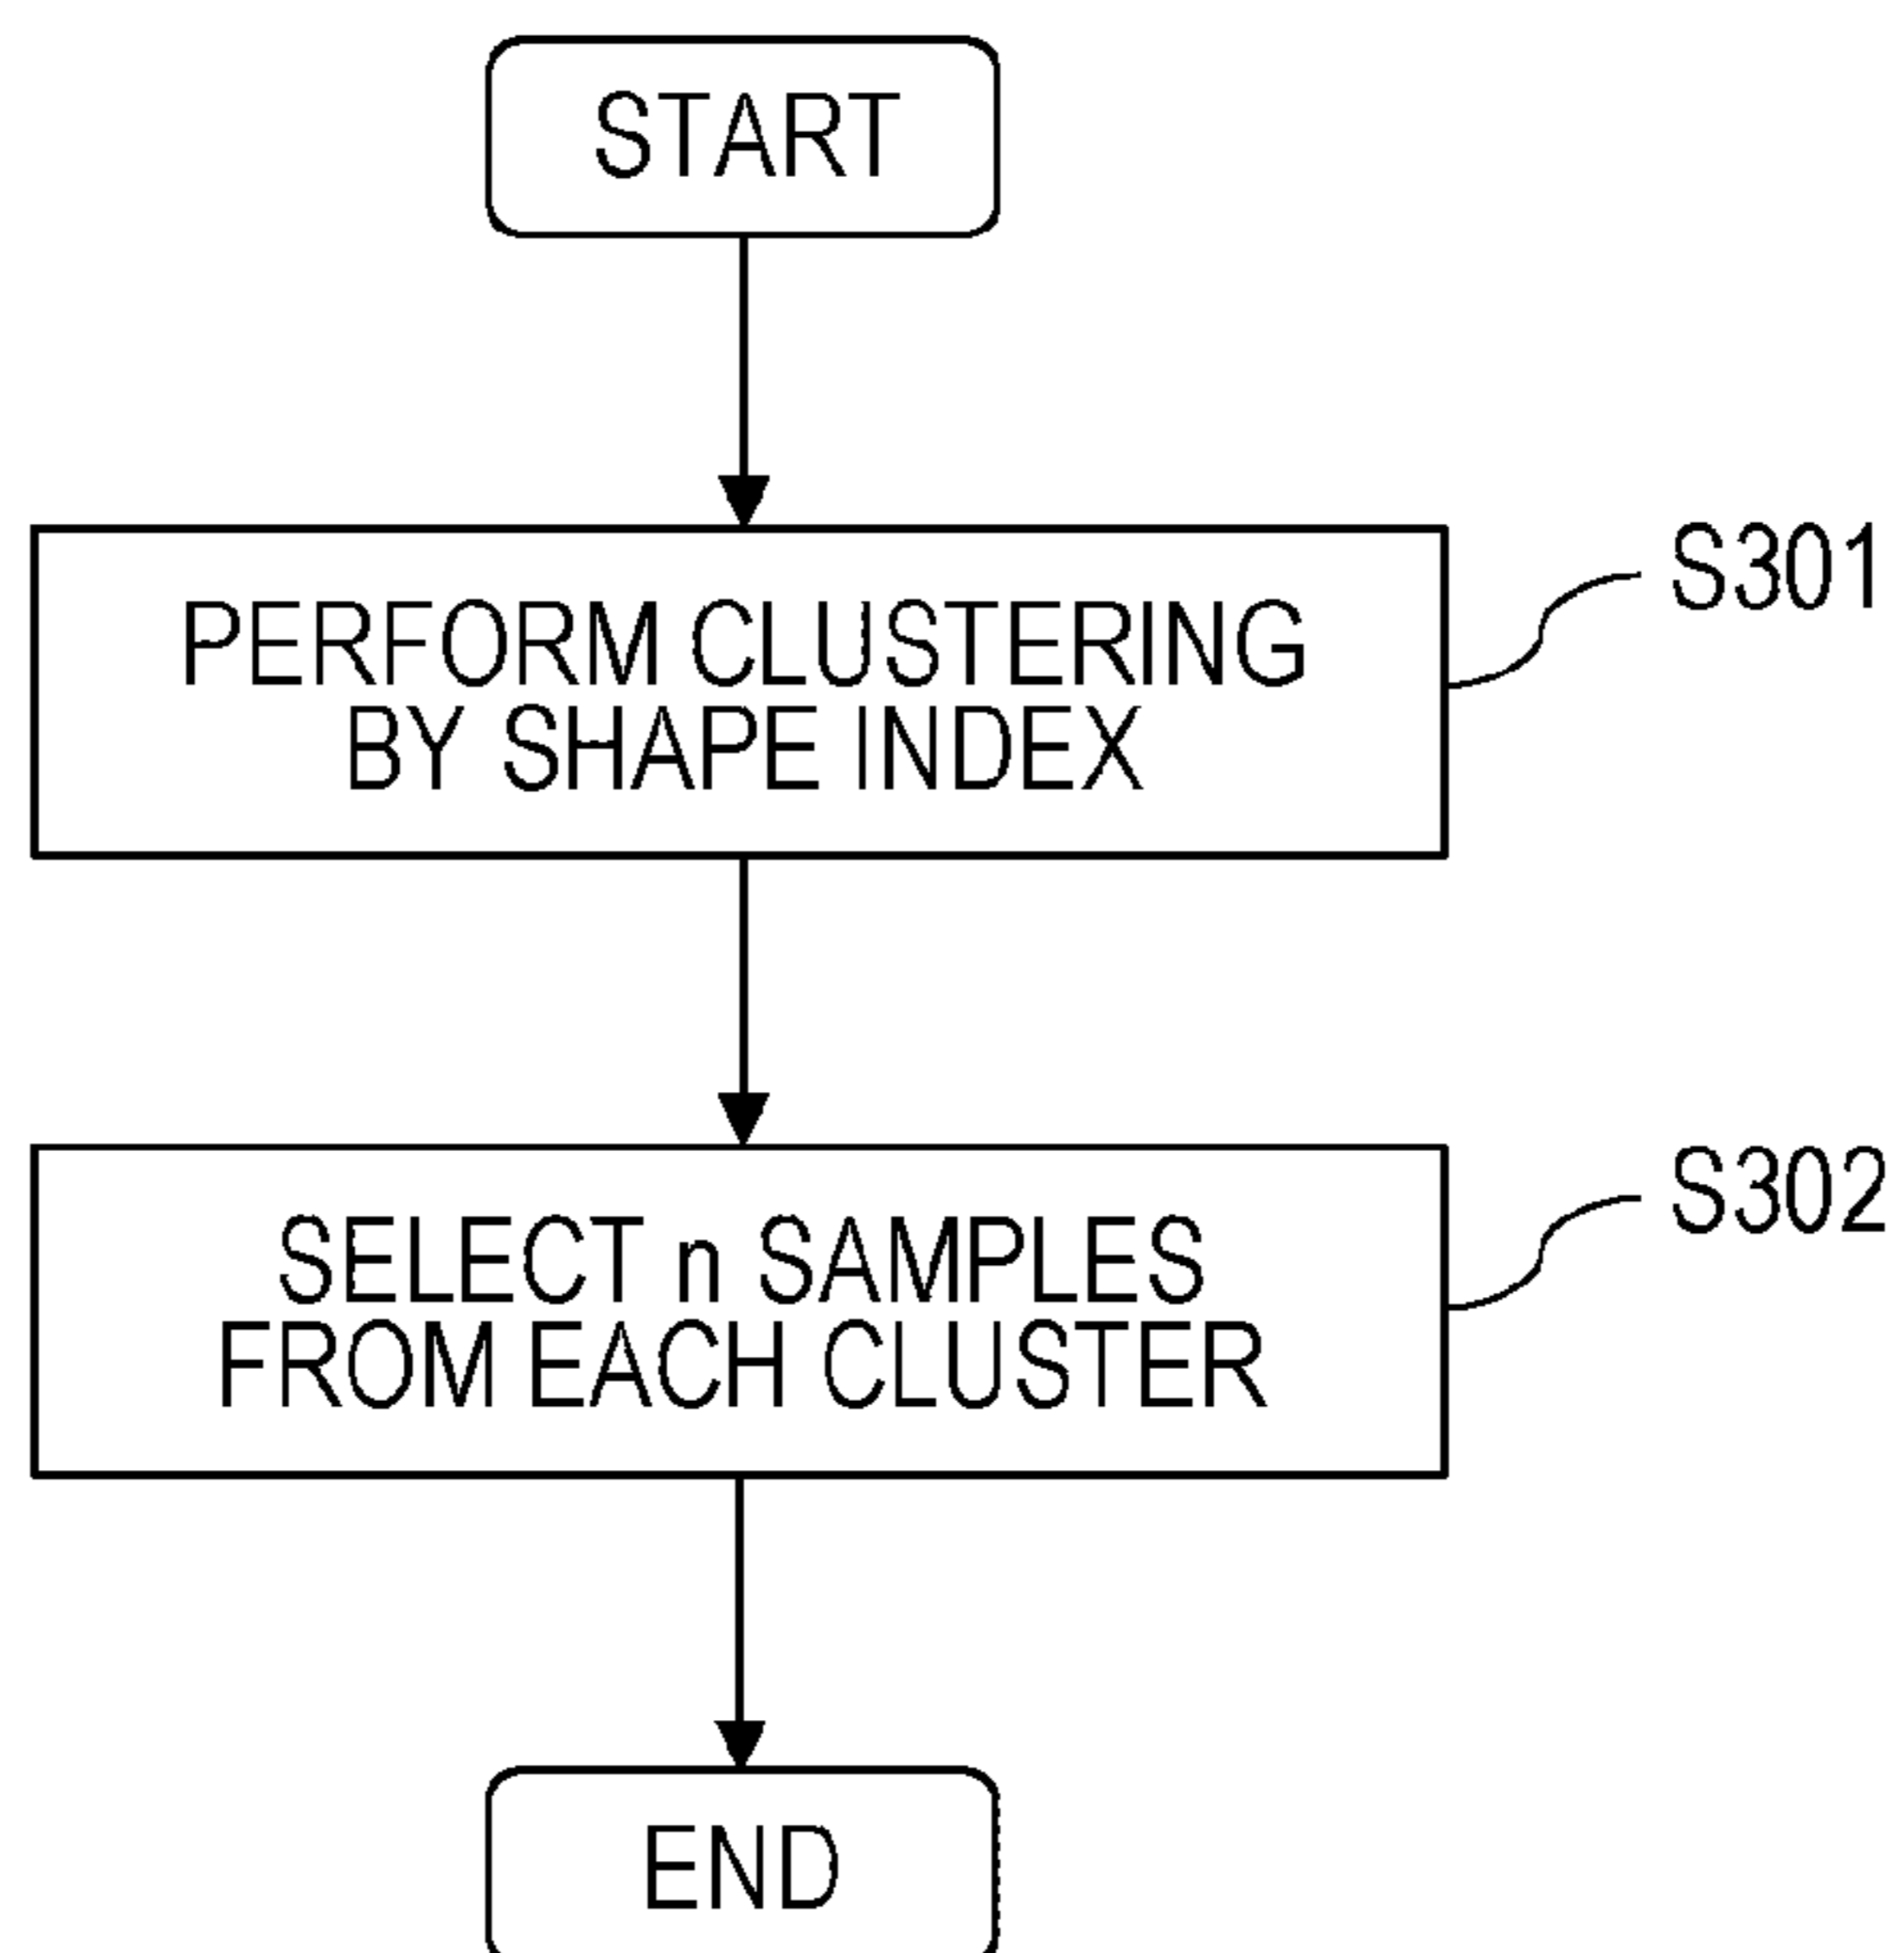 START
PERFORM CLUSTERING
BY SHAPE INDEX
S301
SELECT n SAMPLES
FROM EACH CLUSTER
S302
END